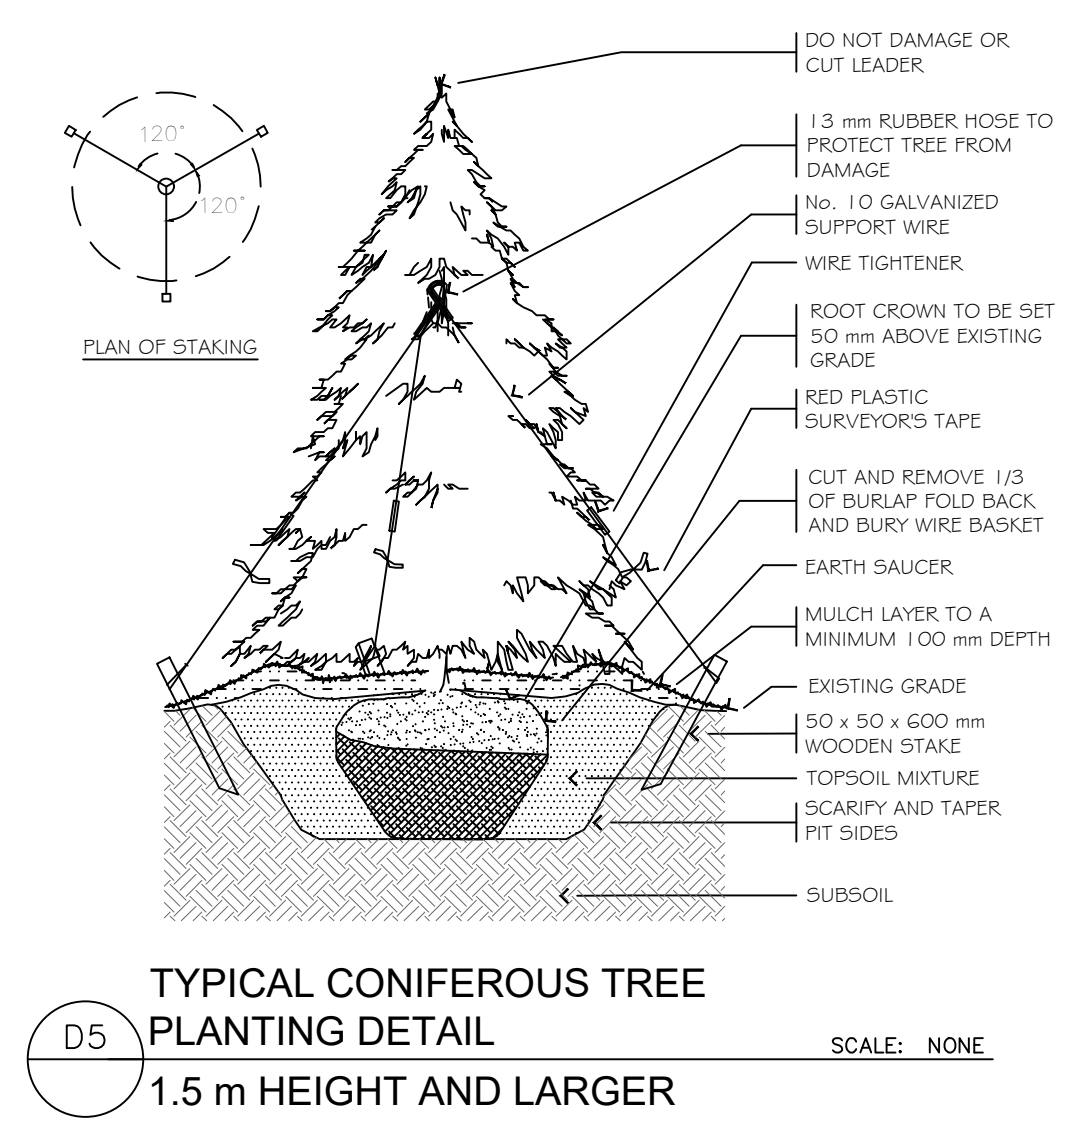 120°
120°
PLAN OF STAKING
DO NOT DAMAGE OR
CUT LEADER
13 mm RUBBER HOSE TO
PROTECT TREE FROM
DAMAGE
No. 10 GALVANIZED
SUPPORT WIRE
WIRE TIGHTENER
ROOT CROWN TO BE SET
50 mm ABOVE EXISTING
GRADE
RED PLASTIC
SURVEYOR'S TAPE
CUT AND REMOVE 1/3
OF BURLAP FOLD BACK
AND BURY WIRE BASKET
EARTH SAUCER
MULCH LAYER TO A
MINIMUM 100 mm DEPTH
EXISTING GRADE
50 x 50 x 600 mm
WOODEN STAKE
TOPSOIL MIXTURE
SCARIFY AND TAPER
PIT SIDES
SUBSOIL
D5
TYPICAL CONIFEROUS TREE
PLANTING DETAIL
SCALE: NONE
1.5 m HEIGHT AND LARGER